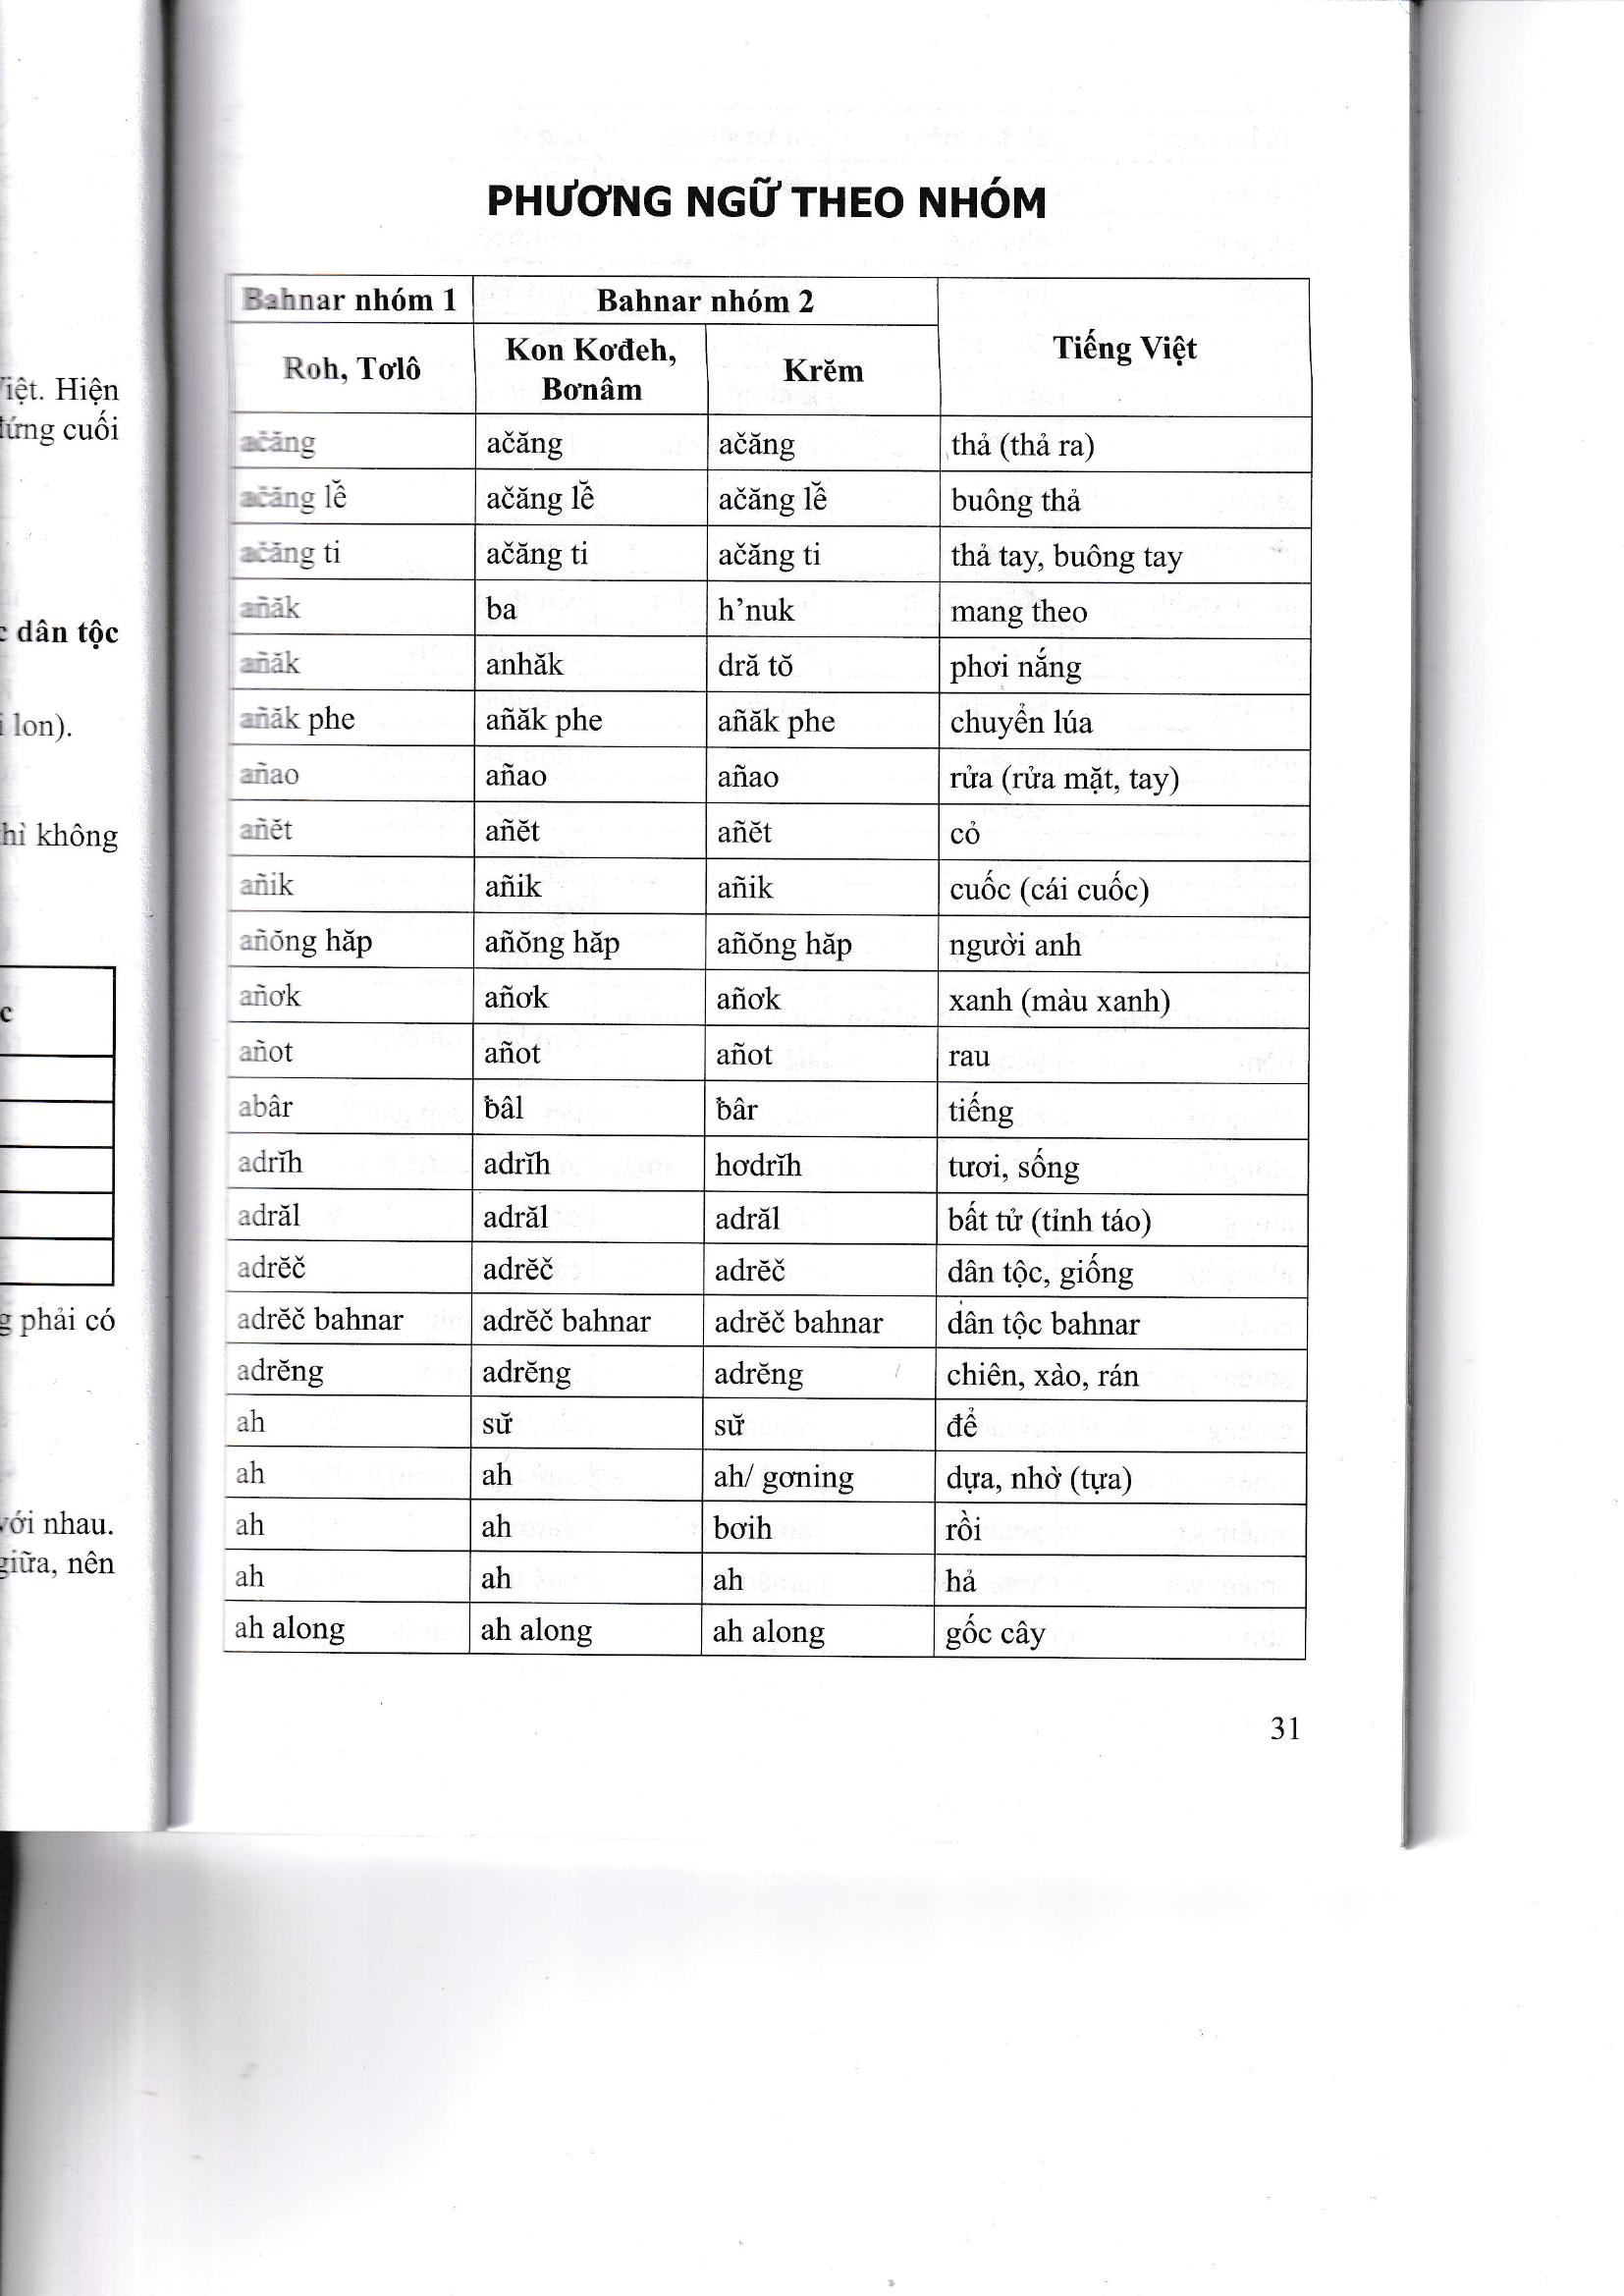 iệt. Hiện
đứng cuối
dân tộc
lon).
hì không
c
phải có
với nhau.
giữa, nên
PHƯƠNG NGỮ THEO NHÓM
Bahnar nhóm 1 Bahnar nhóm 2 Tiếng Việt
Roh, Tơlô Kon Kơđeh, Bơnâm Krĕm
ačăng ačăng ačăng thả (thả ra)
ačăng lê̆ ačăng lê̆ ačăng lê̆ buông thả
ačăng ti ačăng ti ačăng ti thả tay, buông tay
añăk ba h’nuk mang theo
añăk anhăk dră tŏ phơi nắng
añăk phe añăk phe añăk phe chuyển lúa
añao añao añao rửa (rửa mặt, tay)
añĕt añĕt añĕt cỏ
añik añik añik cuốc (cái cuốc)
añŏng hăp añŏng hăp añŏng hăp người anh
añơk añơk añơk xanh (màu xanh)
añot añot añot rau
abâr ƀâl ƀâr tiếng
adrĭh adrĭh hơdrĭh tươi, sống
adrăl adrăl adrăl bất tử (tỉnh táo)
adrĕč adrĕč adrĕč dân tộc, giống
adrĕč bahnar adrĕč bahnar adrĕč bahnar dân tộc bahnar
adrĕng adrĕng adrĕng chiên, xào, rán
ah sư̆ sư̆ để
ah ah ah/ gơning dựa, nhờ (tựa)
ah ah bơih rồi
ah ah ah hả
ah along ah along ah along gốc cây
31